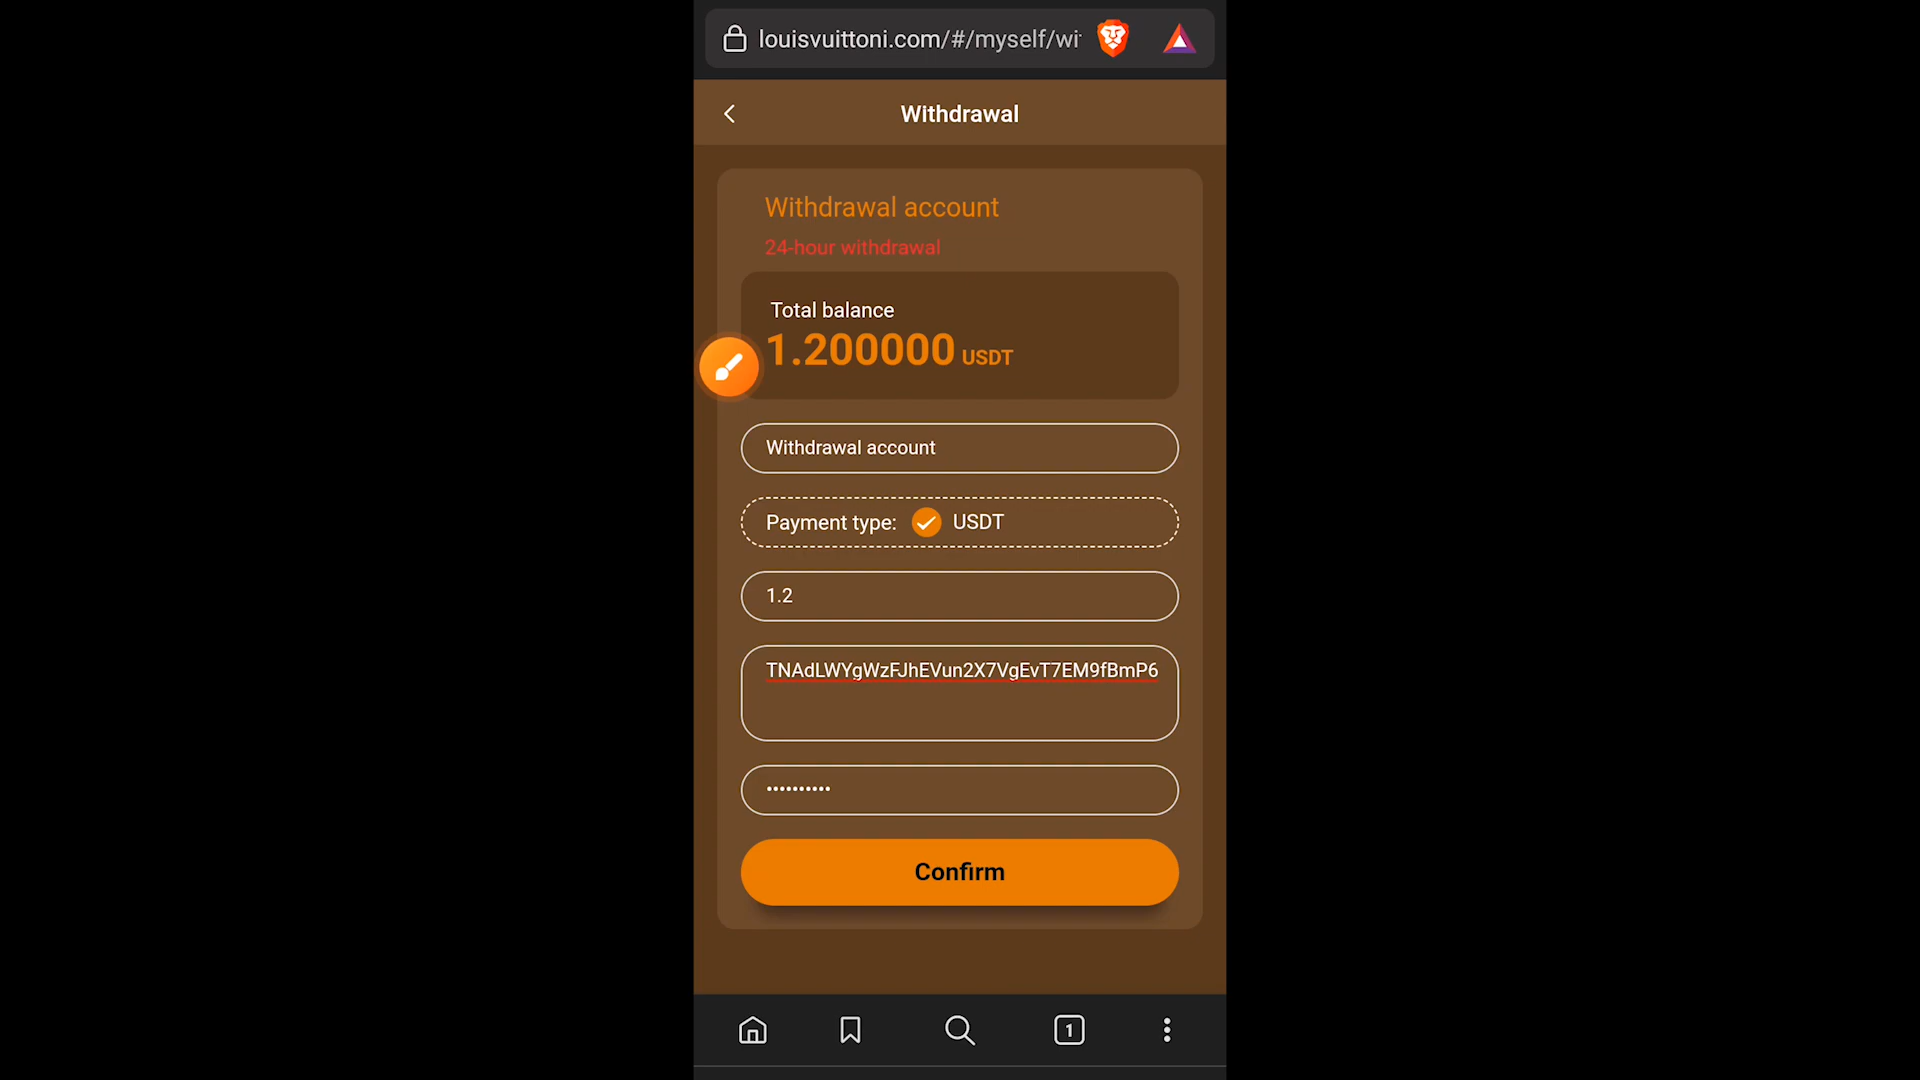 louisvuittoni.com/#/myself/wi
Withdrawal
Withdrawal account
24-hour withdrawal
Total balance
1.200000 USDT
Withdrawal account
Payment type: USDT
1.2
TNAdLWYgWzFJhEVun2X7VgEvT7EM9fBmP6
••••••••••
Confirm
1